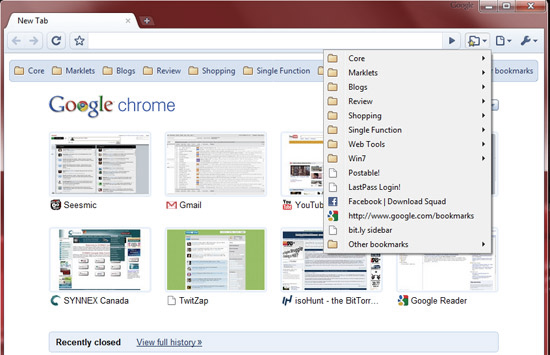 Google
New Tab
Core Marklets Blogs Review Shopping Single Function
er bookmarks
Core
Marklets
Blogs
Review
Shopping
Single Function
Web Tools
Win7
Postable!
LastPass Login!
Facebook | Download Squad
http://www.google.com/bookmarks
bit.ly sidebar
Other bookmarks
Google chrome
Seesmic
Gmail
YouTub
SYNNEX Canada
TwitZap
isoHunt - the BitTorr...
Google Reader
Recently closed View full history »